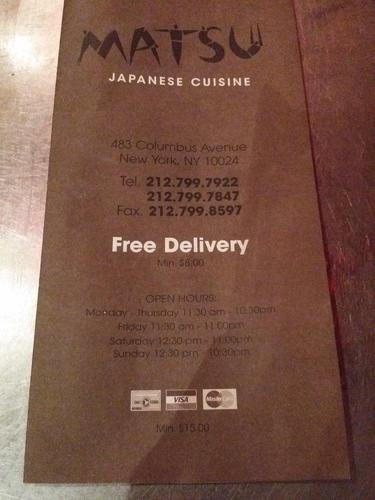 MATSU
JAPANESE CUISINE
483 Columbus Avenue
New York, NY 10024
Tel. 212.799.7922
212.799.7847
Fax. 212.799.8597
Free Delivery
Min. $8.00
OPEN HOURS:
Monday - Thursday 11:30 am - 10:30pm
Friday 11:30 am - 11:00pm
Saturday 12:30 pm - 11:00pm
Sunday 12:30 pm - 10:30pm
VISA
MasterCard
Min. $15.00